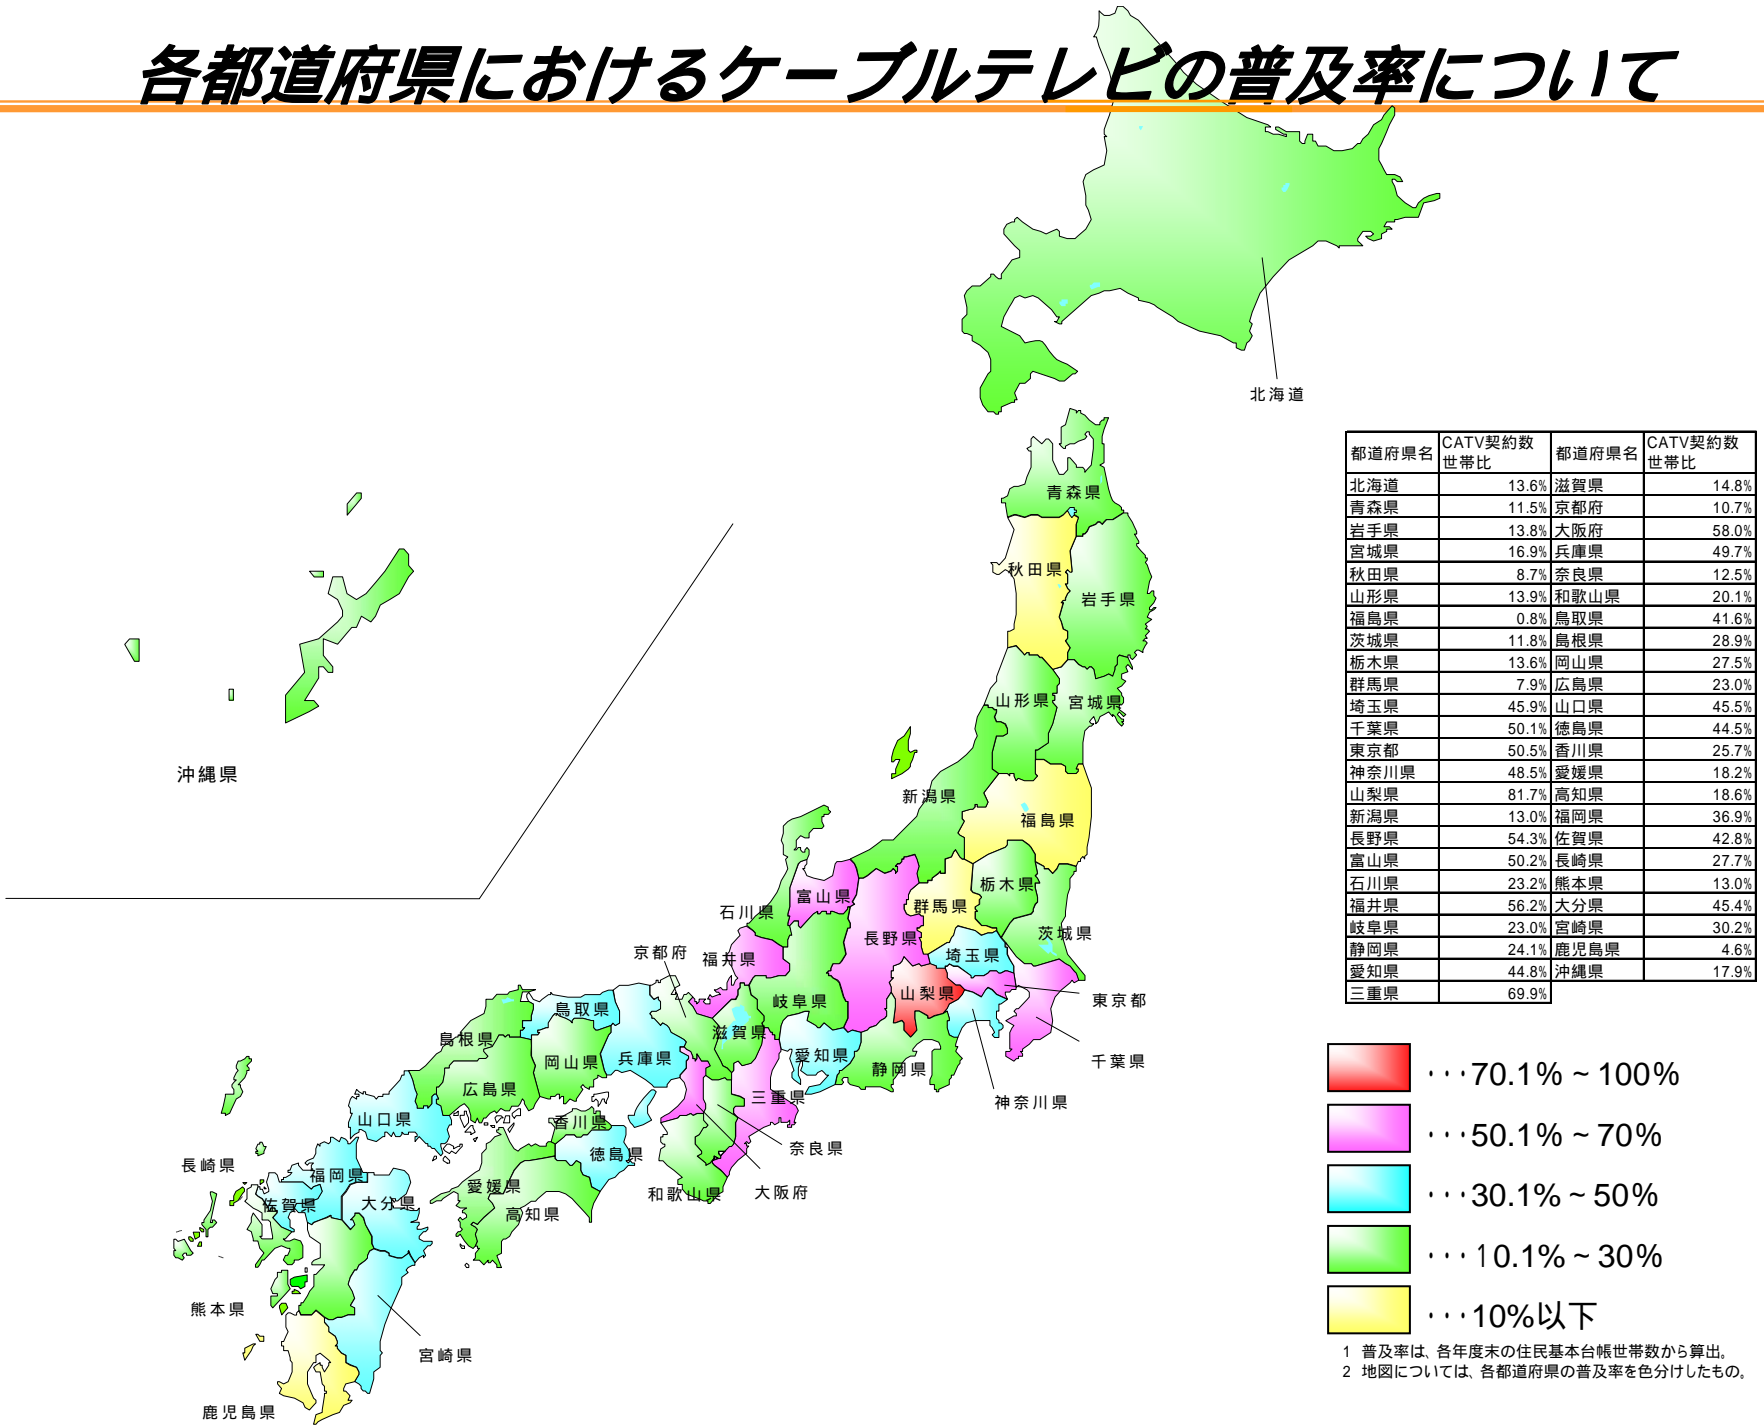 各都道府県におけるケーブルテレビの普及率について
北海道
青森県
秋田県
岩手県
山形県
宮城県
沖縄県
新潟県
福島県
栃木県
富山県
群馬県
石川県
茨城県
長野県
京都府
福井県
埼玉県
山梨県
東京都
岐阜県
鳥取県
滋賀県
島根県
愛知県
兵庫県
岡山県
千葉県
静岡県
広島県
三重県
神奈川県
山口県
香川県
奈良県
徳島県
長崎県
福岡県
愛媛県
和歌山県
大阪府
佐賀県
大分県
高知県
熊本県
宮崎県
鹿児島県
都道府県名 CATV契約数世帯比 都道府県名 CATV契約数世帯比
北海道 13.6% 滋賀県 14.8%
青森県 11.5% 京都府 10.7%
岩手県 13.8% 大阪府 58.0%
宮城県 16.9% 兵庫県 49.7%
秋田県 8.7% 奈良県 12.5%
山形県 13.9% 和歌山県 20.1%
福島県 0.8% 鳥取県 41.6%
茨城県 11.8% 島根県 28.9%
栃木県 13.6% 岡山県 27.5%
群馬県 7.9% 広島県 23.0%
埼玉県 45.9% 山口県 45.5%
千葉県 50.1% 徳島県 44.5%
東京都 50.5% 香川県 25.7%
神奈川県 48.5% 愛媛県 18.2%
山梨県 81.7% 高知県 18.6%
新潟県 13.0% 福岡県 36.9%
長野県 54.3% 佐賀県 42.8%
富山県 50.2% 長崎県 27.7%
石川県 23.2% 熊本県 13.0%
福井県 56.2% 大分県 45.4%
岐阜県 23.0% 宮崎県 30.2%
静岡県 24.1% 鹿児島県 4.6%
愛知県 44.8% 沖縄県 17.9%
三重県 69.9%
・・・70.1%~100%
・・・50.1%~70%
・・・30.1%~50%
・・・10.1%~30%
・・・10%以下
1 普及率は、各年度末の住民基本台帳世帯数から算出。
2 地図については、各都道府県の普及率を色分けしたもの。